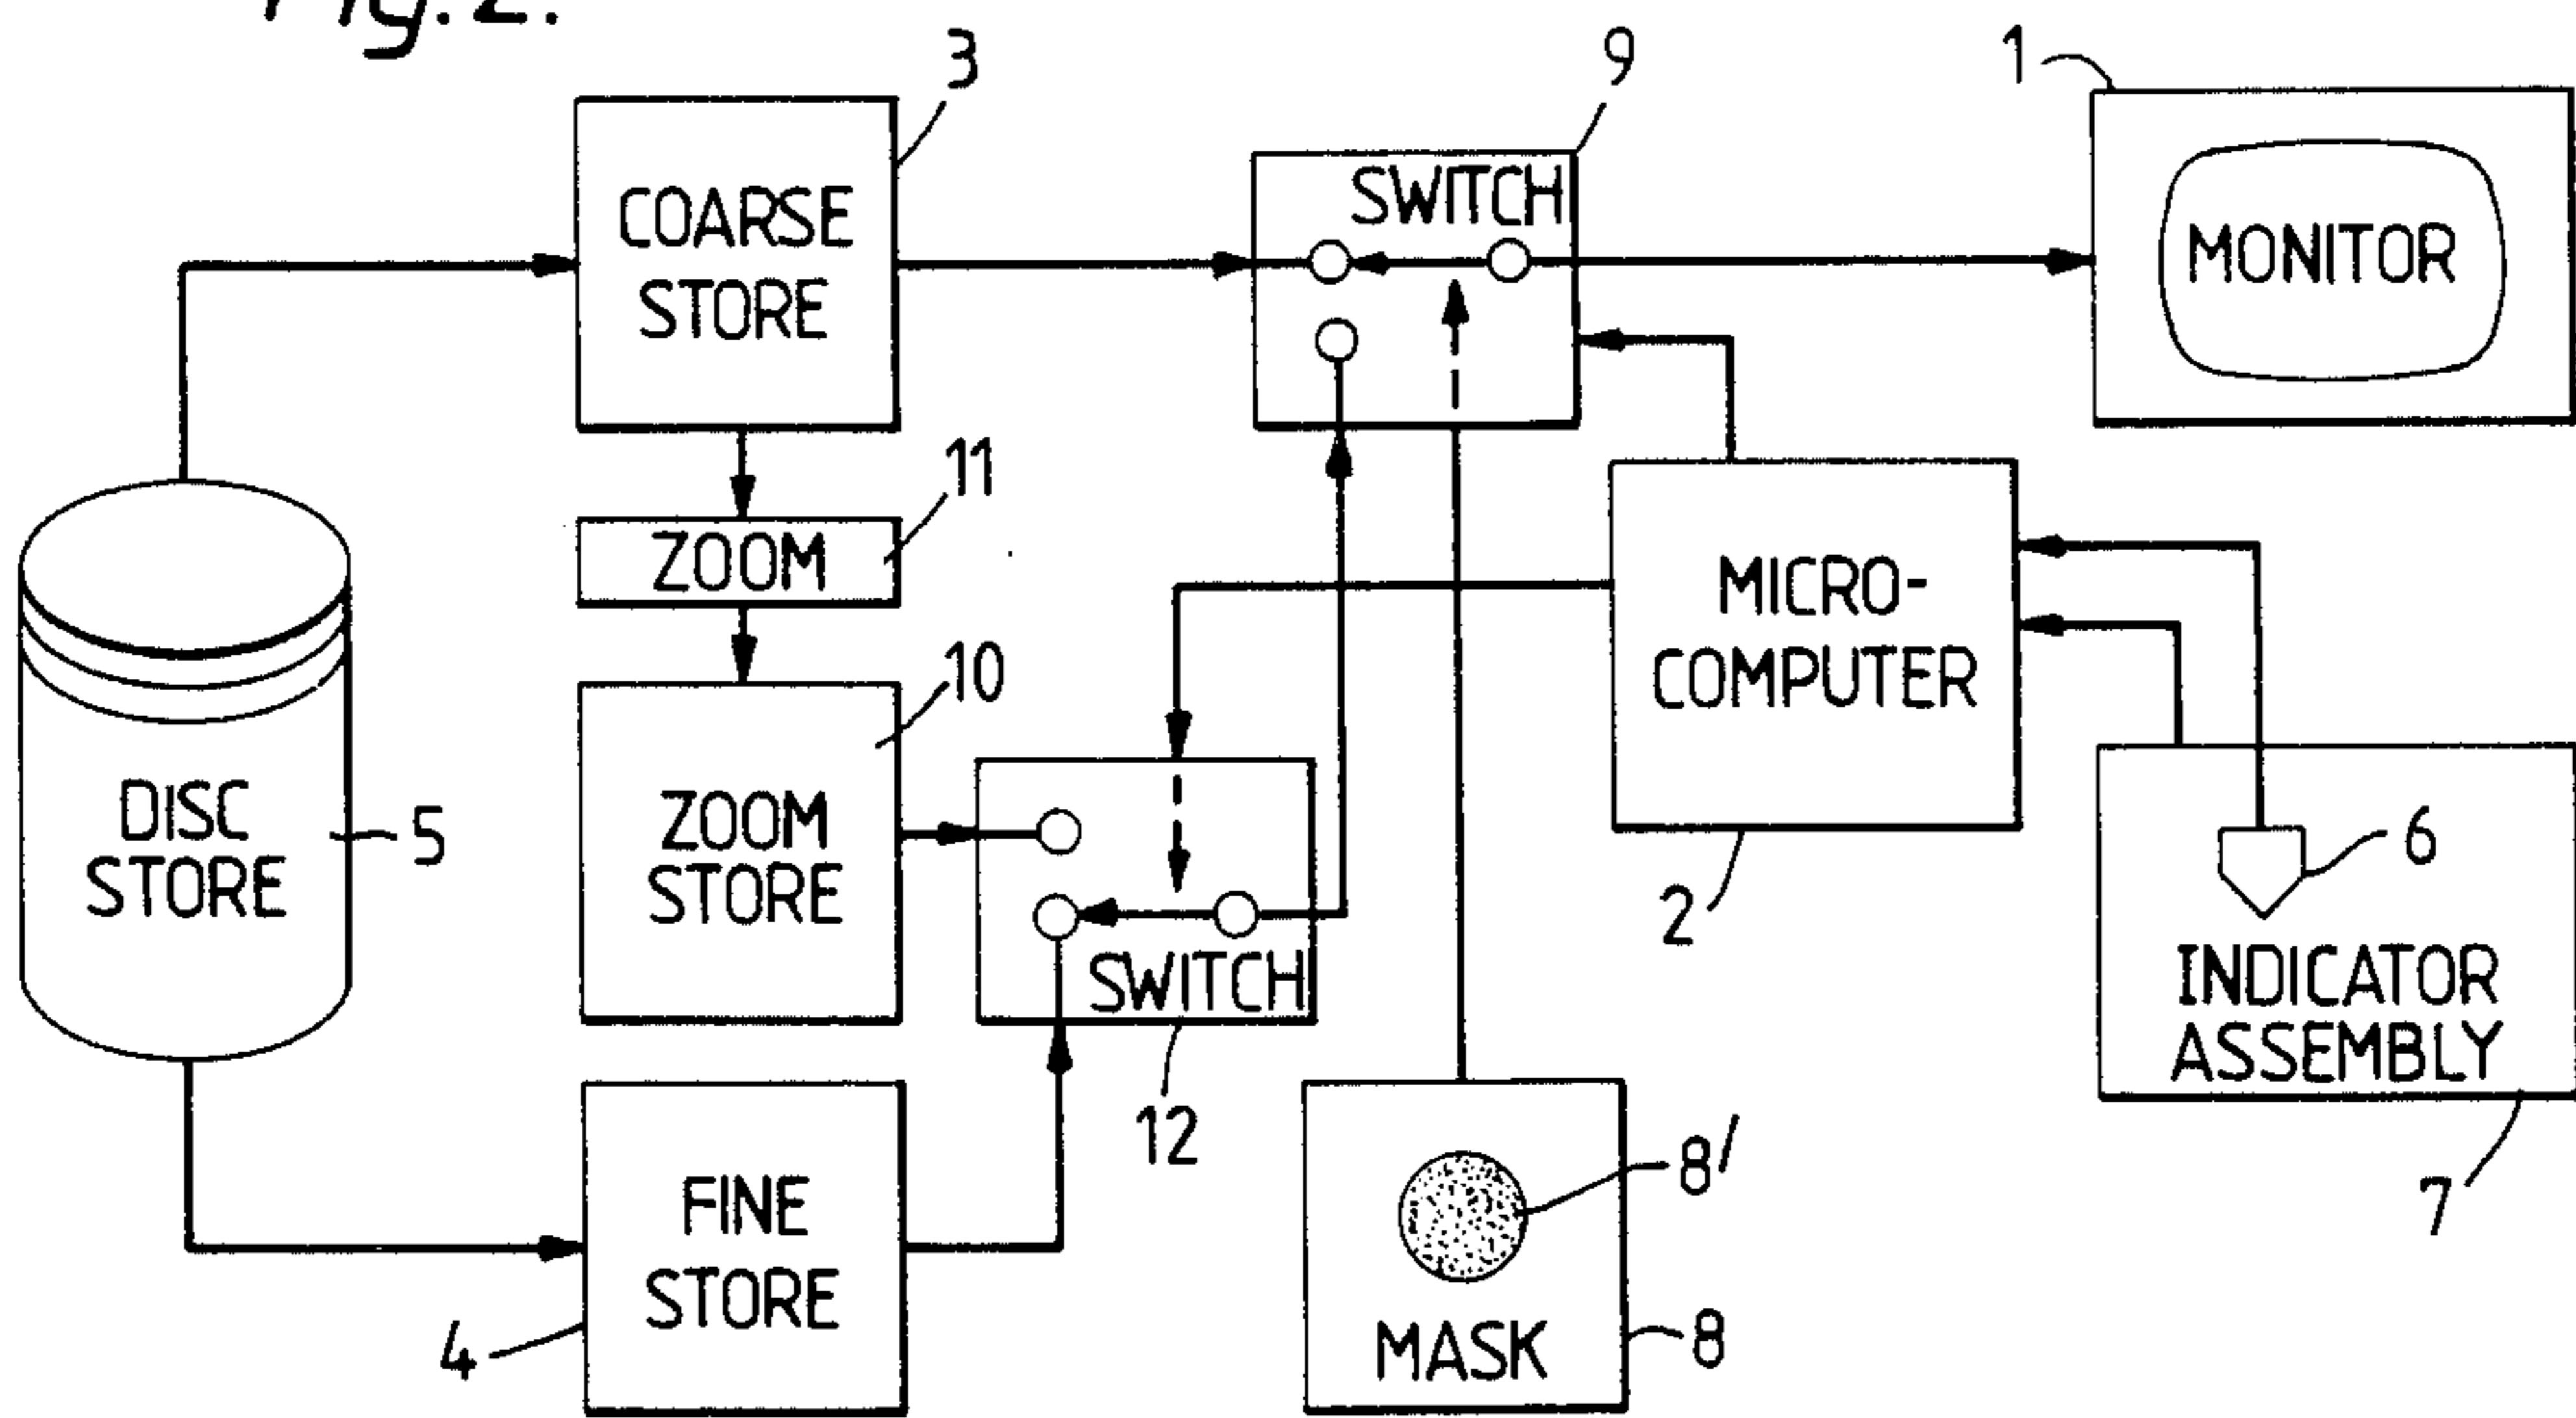 Fig. 2.
3
9
1
COARSE
STORE
SWITCH
MONITOR
11
ZOOM
MICRO-
COMPUTER
10
DISC
STORE
5
ZOOM
STORE
6
2
SWITCH
INDICATOR
ASSEMBLY
12
8'
7
FINE
STORE
4
MASK
8